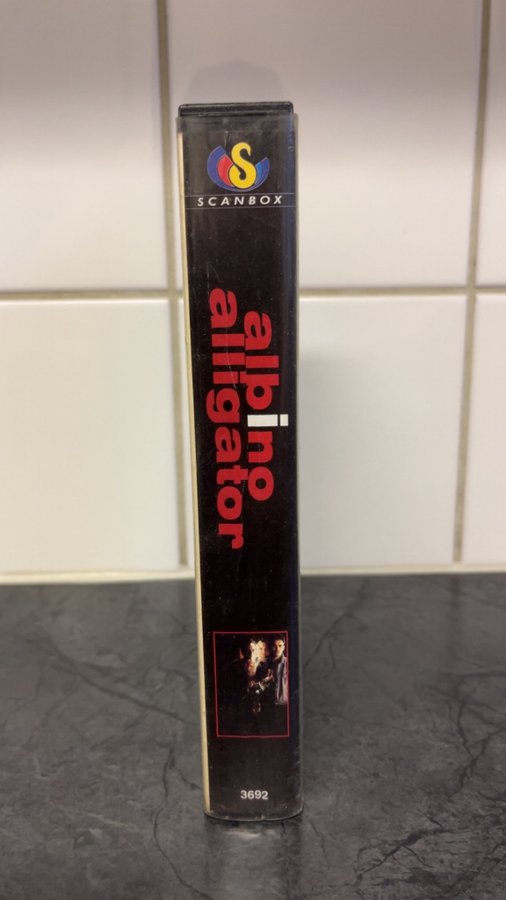 S
SCANBOX
albino
alligator
3692